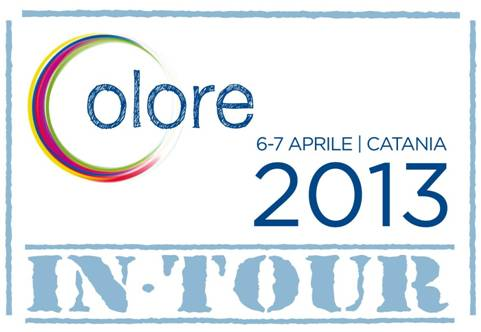 Colore
6-7 APRILE | CATANIA
2013
IN·TOUR